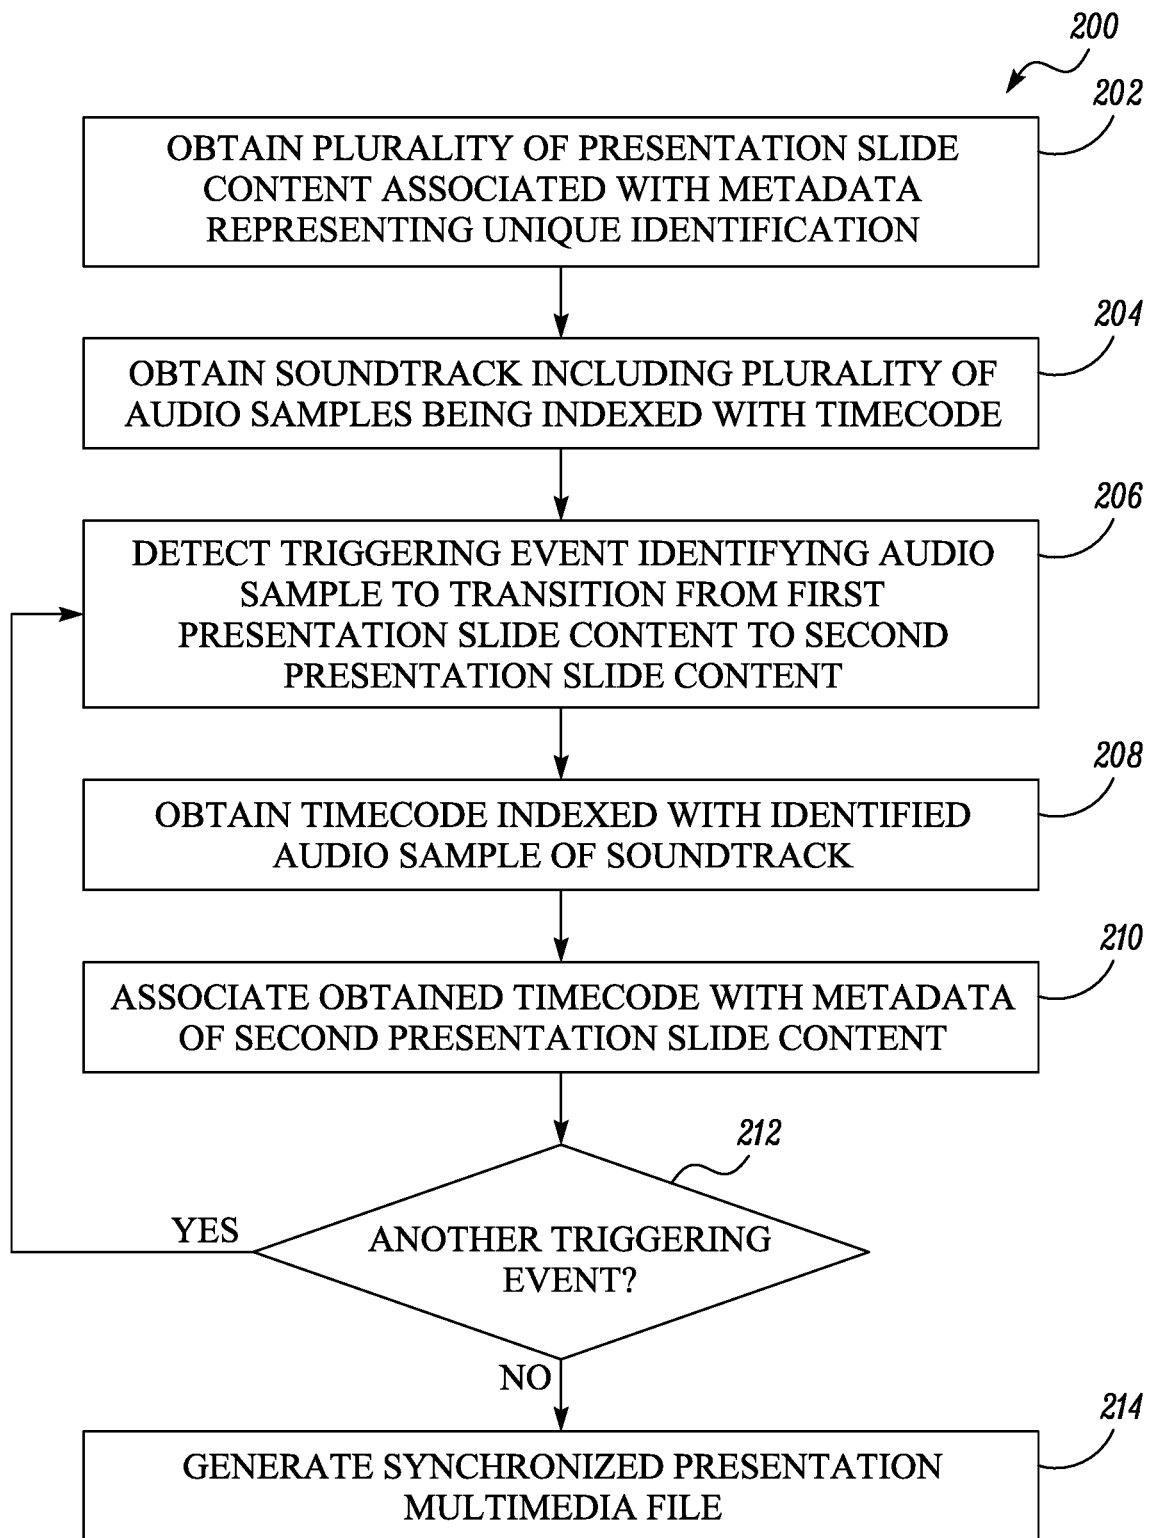 200
202
OBTAIN PLURALITY OF PRESENTATION SLIDE
CONTENT ASSOCIATED WITH METADATA
REPRESENTING UNIQUE IDENTIFICATION
204
OBTAIN SOUNDTRACK INCLUDING PLURALITY OF
AUDIO SAMPLES BEING INDEXED WITH TIMECODE
206
DETECT TRIGGERING EVENT IDENTIFYING AUDIO
SAMPLE TO TRANSITION FROM FIRST
PRESENTATION SLIDE CONTENT TO SECOND
PRESENTATION SLIDE CONTENT
208
OBTAIN TIMECODE INDEXED WITH IDENTIFIED
AUDIO SAMPLE OF SOUNDTRACK
210
ASSOCIATE OBTAINED TIMECODE WITH METADATA
OF SECOND PRESENTATION SLIDE CONTENT
212
YES
ANOTHER TRIGGERING
EVENT?
NO
214
GENERATE SYNCHRONIZED PRESENTATION
MULTIMEDIA FILE